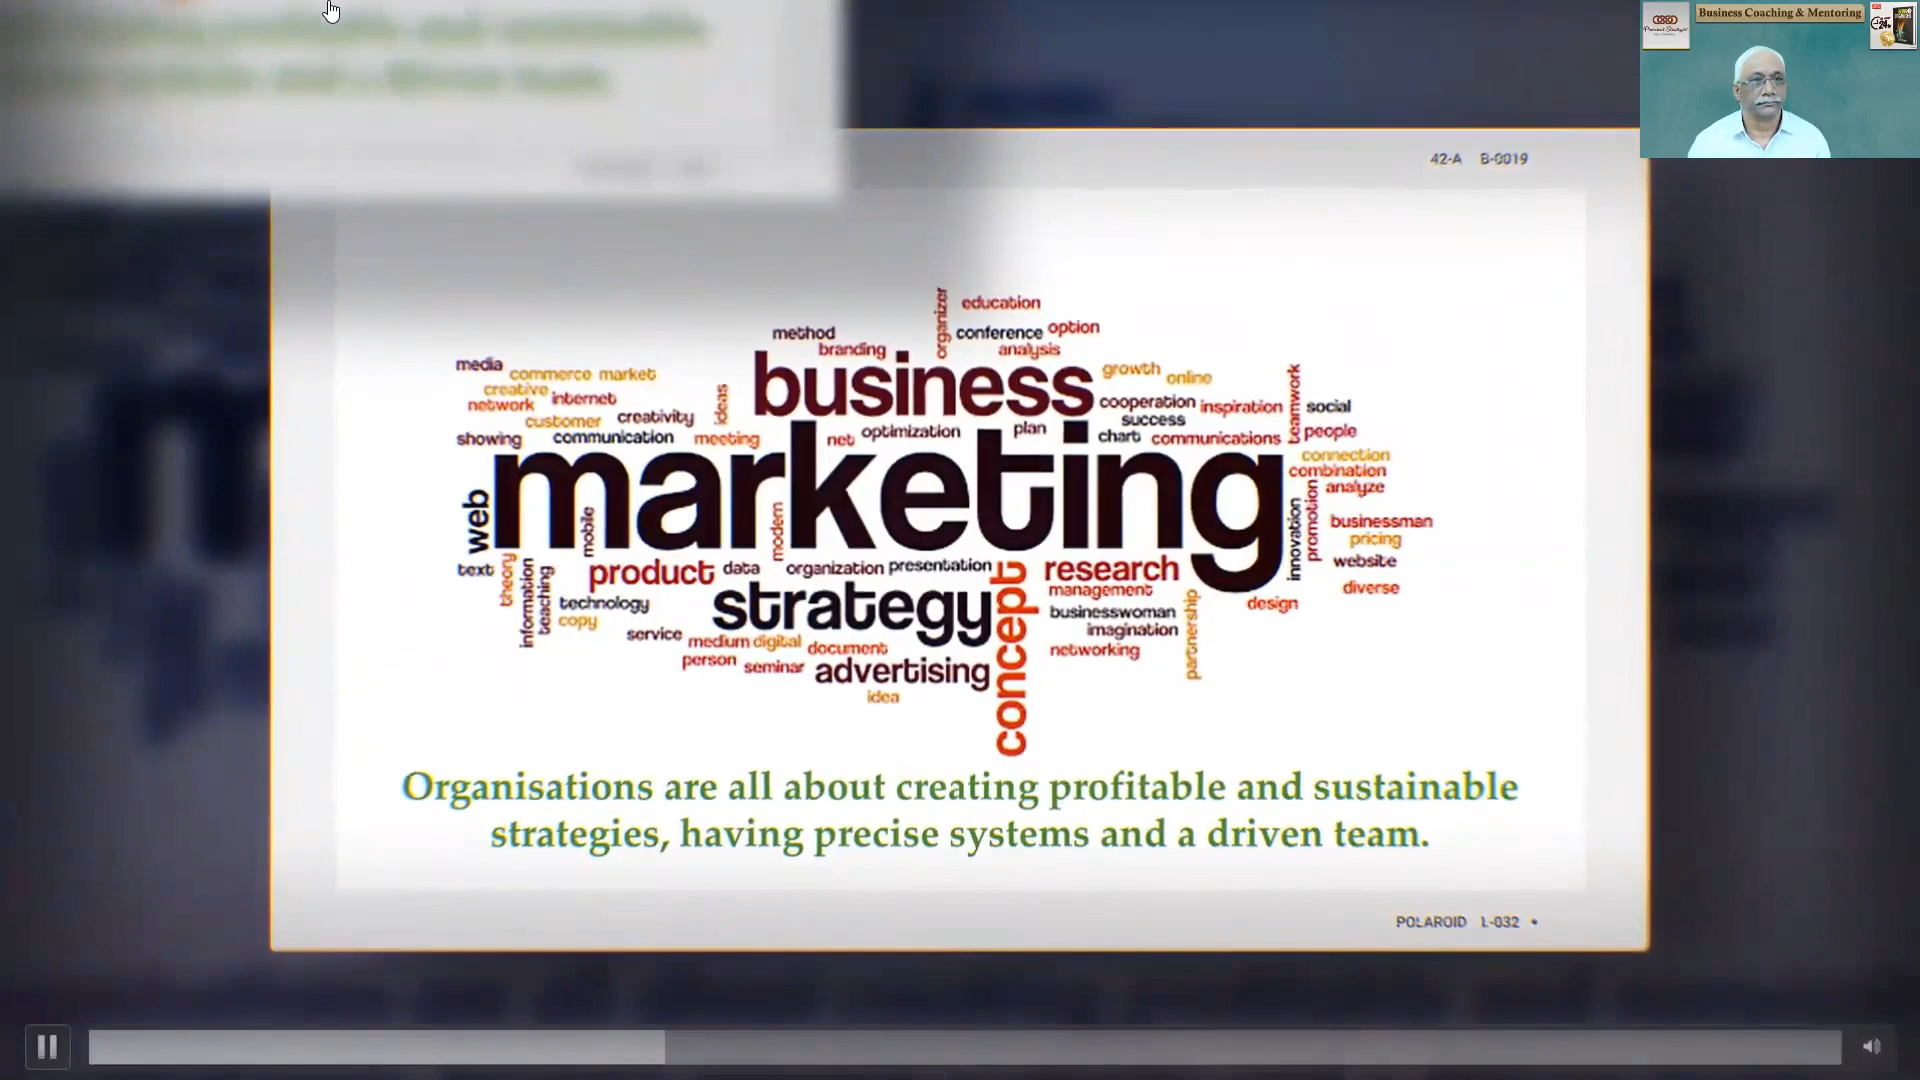 Business Coaching & Mentoring
42-A B-0019
education
organizer
method
conference option
branding
analysis
media
commerce market
business
growth
online
creative
network internet
ideas
cooperation inspiration
teamwork
social
customer
creativity
success
showing
communication
meeting
net optimization
plan
chart communications
people
connection
marketing
combination
analyze
web
mobile
modern
innovation
promotion
businessman
pricing
website
text
theory
information
teaching
product
data
organization presentation
concept
research
diverse
management
technology
strategy
businesswoman
partnership
design
copy
service
imagination
medium digital
document
networking
person
seminar
advertising
idea
Organisations are all about creating profitable and sustainable
strategies, having precise systems and a driven team.
POLAROID L-032